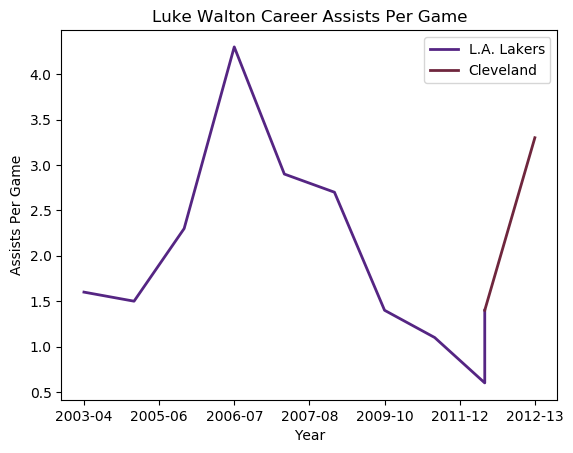 Luke Walton Career Assists Per Game
L.A. Lakers
Cleveland
4.0
3.5
3.0
2.5
2.0
1.5
1.0
0.5
Assists Per Game
2003-04 2005-06 2006-07 2007-08 2009-10 2011-12 2012-13
Year